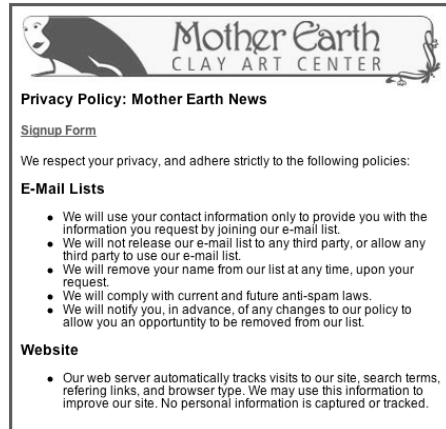 Mother Earth
CLAY ART CENTER
Privacy Policy: Mother Earth News
Signup Form
We respect your privacy, and adhere strictly to the following policies:
E-Mail Lists
• We will use your contact information only to provide you with the
information you request by joining our e-mail list.
• We will not release our e-mail list to any third party, or allow any
third party to use our e-mail list.
• We will remove your name from our list at any time, upon your
request.
• We will comply with current and future anti-spam laws.
• We will notify you, in advance, of any changes to our policy to
allow you an opportuntity to be removed from our list.
Website
• Our web server automatically tracks visits to our site, search terms,
refering links, and browser type. We may use this information to
improve our site. No personal information is captured or tracked.